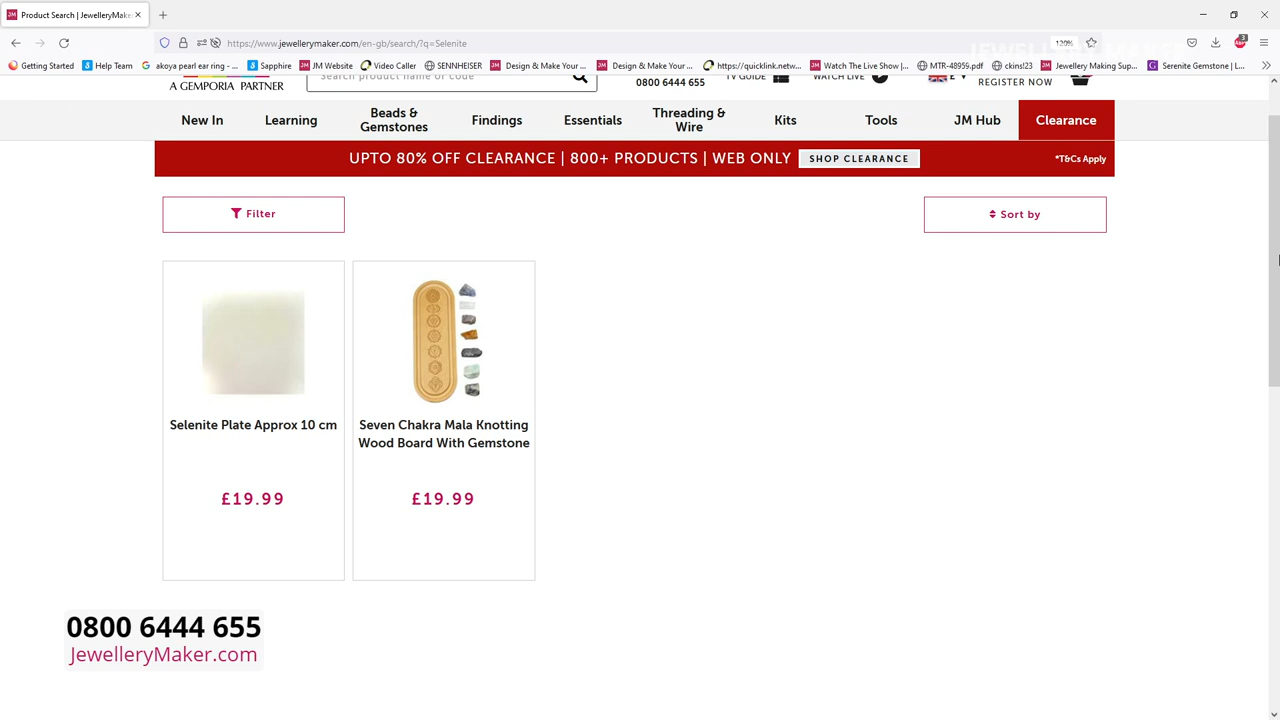 Product Search | JewelleryMaker
https://www.jewellerymaker.com gb/search/?q=Selenite
120%
Getting Started
Help Team
akoya pearl ear ring - ...
Sapphire
JM Website
Video Caller
SENNHEISER
Design & Make Your ...
Design & Make Your ...
https://quicklink.netw...
Watch The Live Show |...
MTR-48959.pdf
ckins!23
Jewellery Making Sup...
Serenite Gemstone | L...
A GEMPORIA PARTNER
Search product name or code
0800 6444 655
TV GUIDE
WATCH LIVE
£
REGISTER NOW
New In
Learning
Beads &
Gemstones
Findings
Essentials
Threading &
Wire
Kits
Tools
JM Hub
Clearance
UPTO 80% OFF CLEARANCE | 800+ PRODUCTS | WEB ONLY
SHOP CLEARANCE
*T&Cs Apply
Filter
Sort by
Selenite Plate Approx 10 cm
£19.99
Seven Chakra Mala Knotting
Wood Board With Gemstone
£19.99
0800 6444 655
JewelleryMaker.com